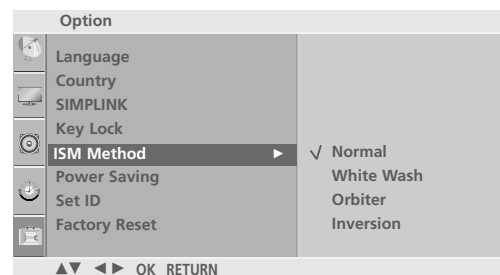 Option
Language
Country
SIMPLINK
Key Lock
ISM Method ► √ Normal
Power Saving White Wash
Set ID Orbiter
Factory Reset Inversion
▲▼ ◄► OK RETURN